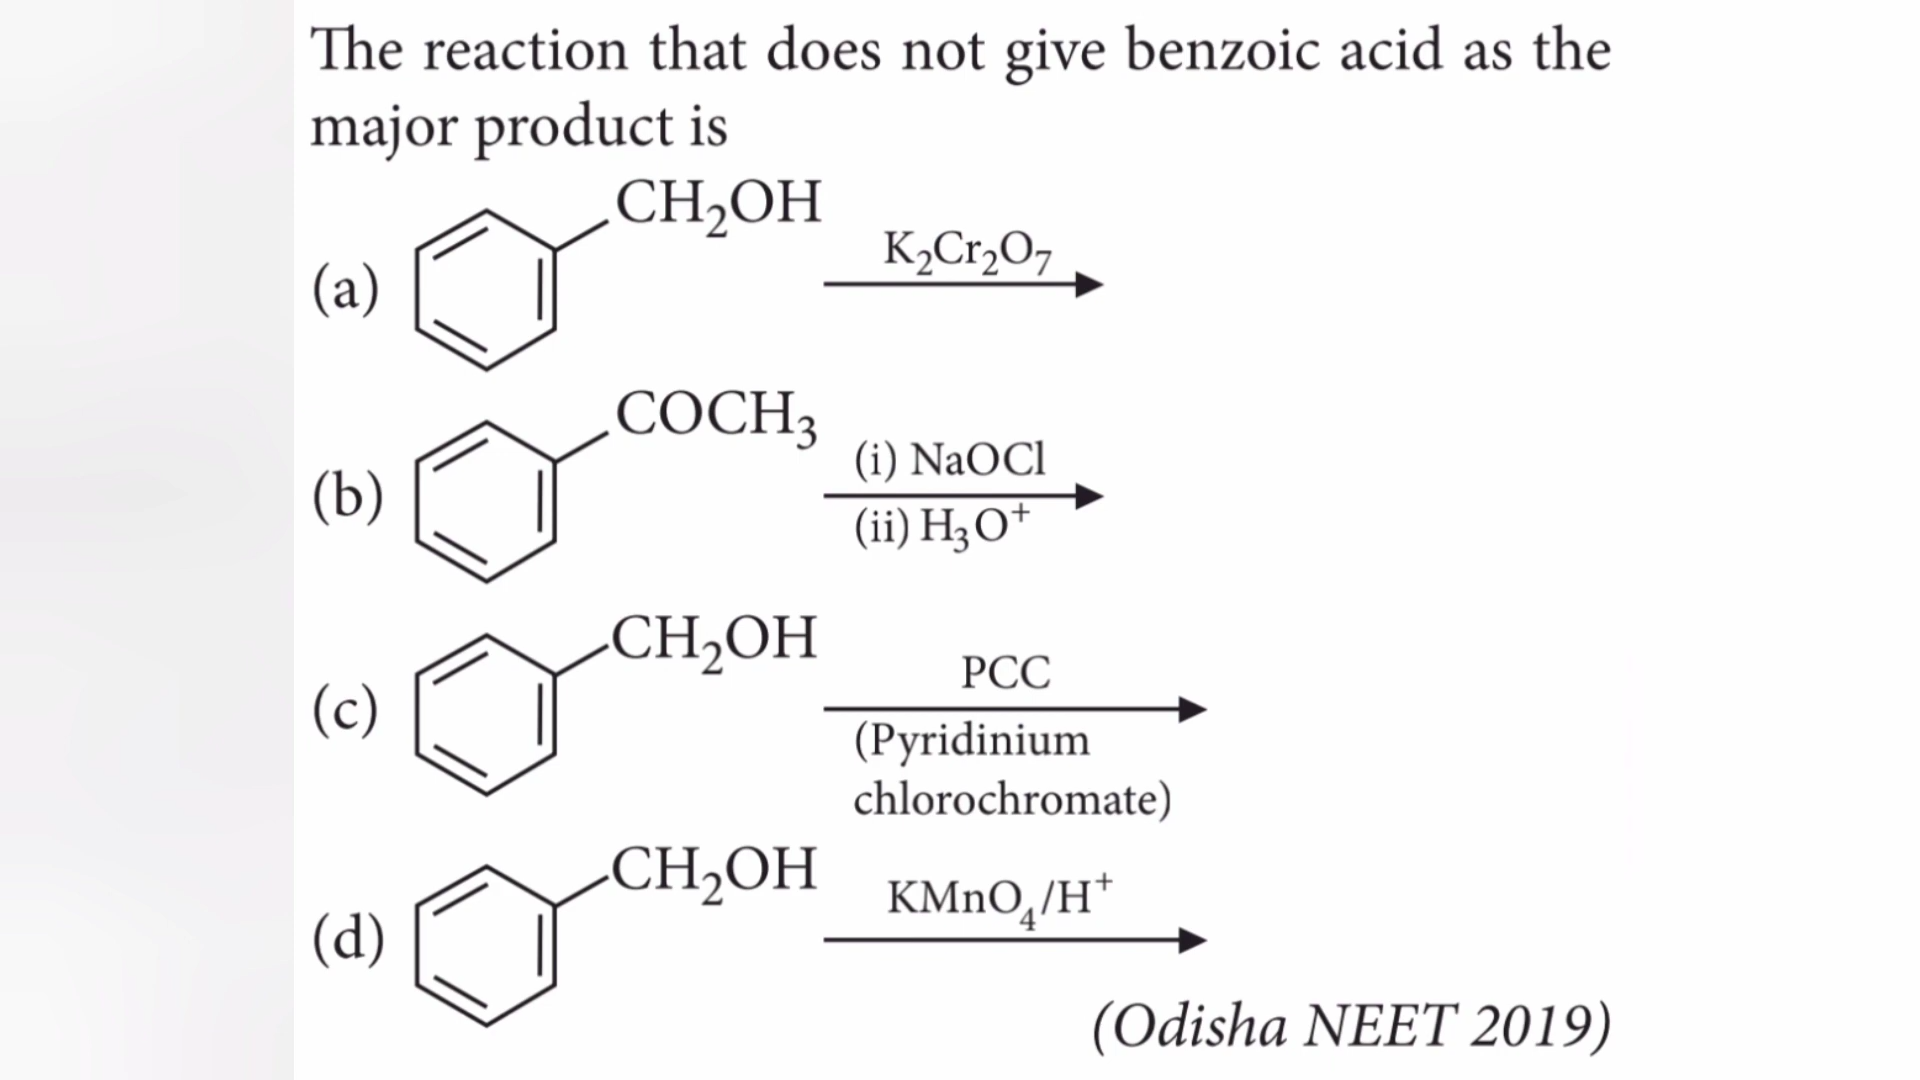 The reaction that does not give benzoic acid as the
major product is
CH₂OH
K₂Cr₂O₇
(a)
COCH₃
(i) NaOCl
(b)
(ii) H₃O⁺
CH₂OH
PCC
(c)
(Pyridinium
chlorochromate)
CH₂OH
KMnO₄/H⁺
(d)
(Odisha NEET 2019)